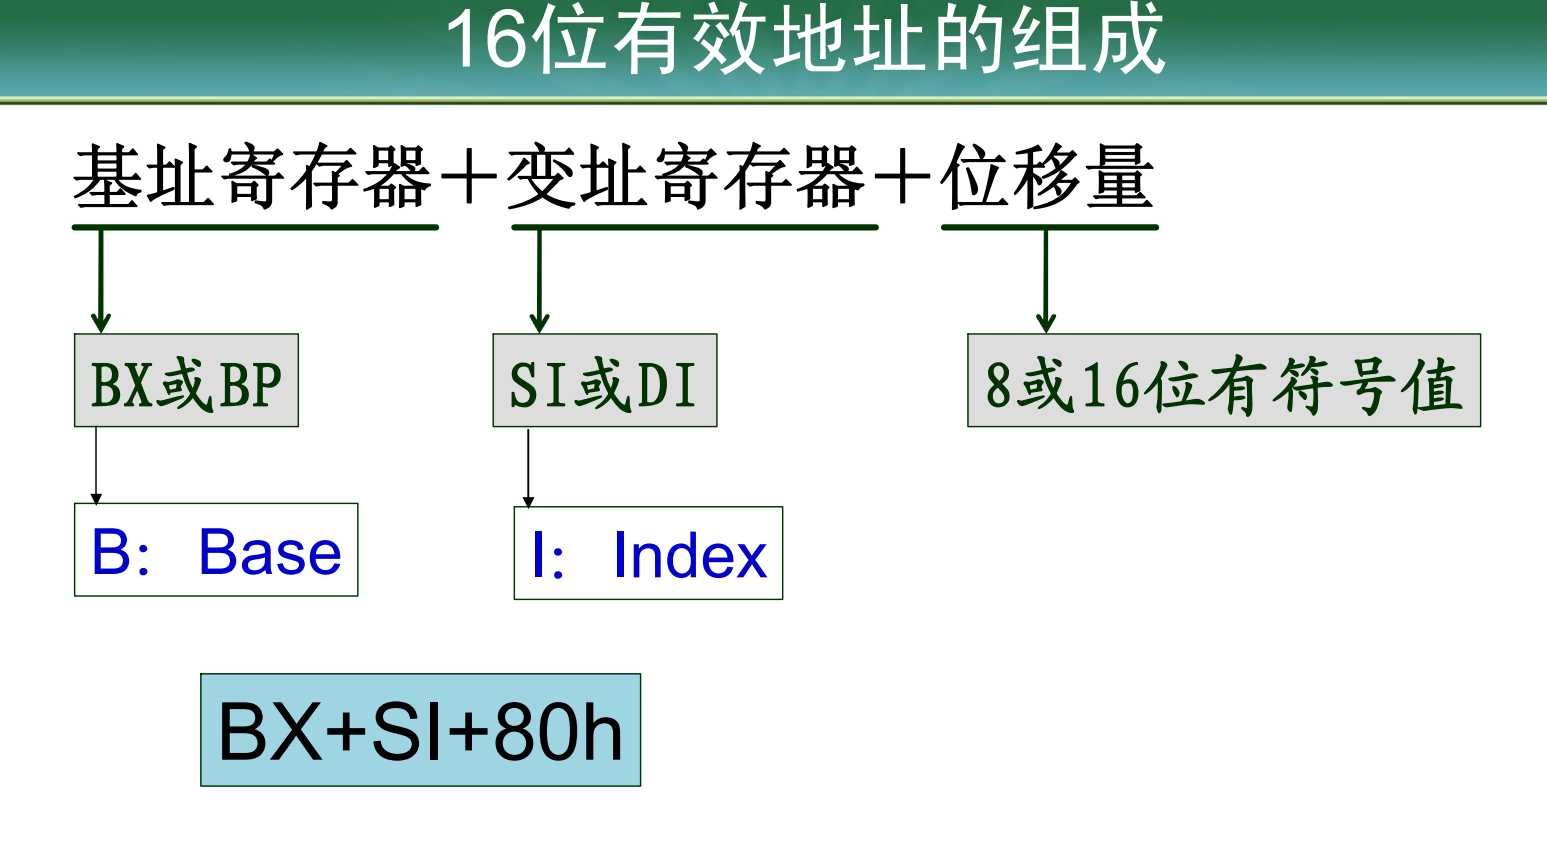 16位有效地址的组成
基址寄存器＋变址寄存器＋位移量
BX或BP
SI或DI
8或16位有符号值
B： Base
I： Index
BX+SI+80h